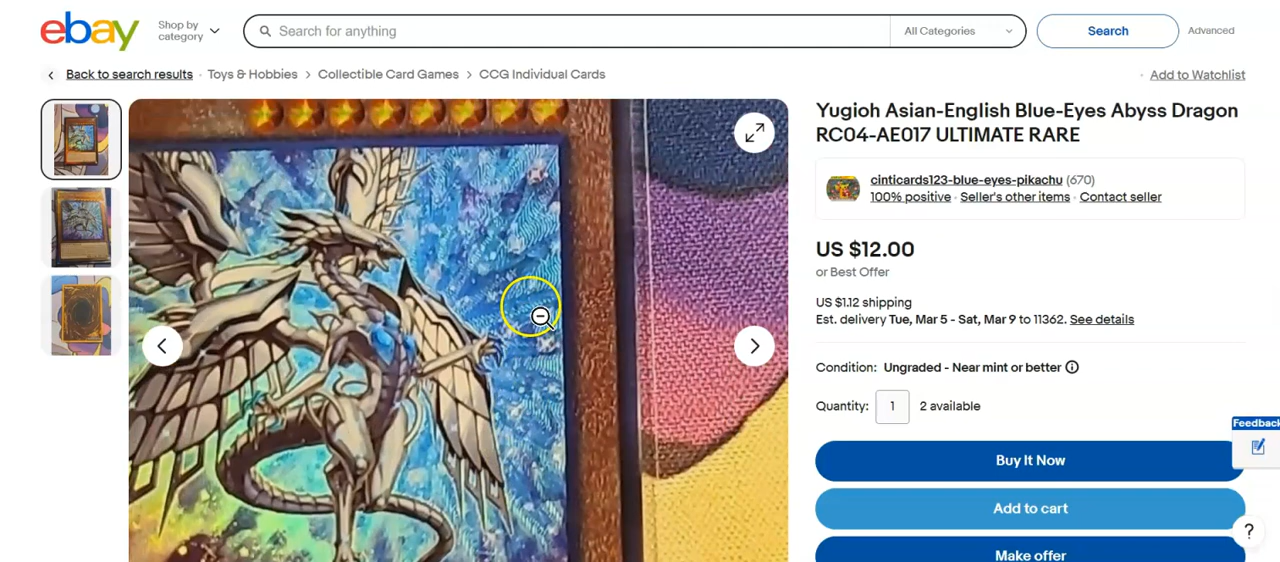 ebay
Shop by
category
Search for anything
All Categories
Search
Advanced
Back to search results · Toys & Hobbies > Collectible Card Games > CCG Individual Cards
· Add to Watchlist
Yugioh Asian-English Blue-Eyes Abyss Dragon
RC04-AE017 ULTIMATE RARE
cinticards123-blue-eyes-pikachu (670)
100% positive · Seller's other items · Contact seller
US $12.00
or Best Offer
US $1.12 shipping
Est. delivery Tue, Mar 5 - Sat, Mar 9 to 11362. See details
Condition: Ungraded - Near mint or better
Quantity: 1 2 available
Feedback
Buy It Now
Add to cart
?
Make offer